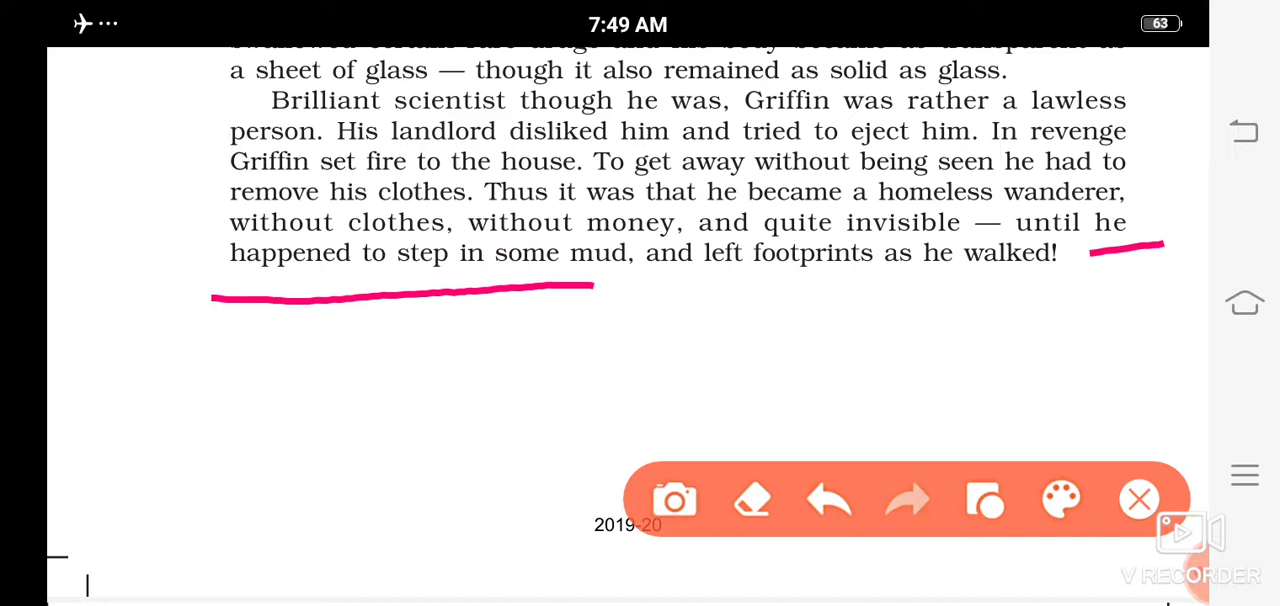 7:49 AM
63
a sheet of glass — though it also remained as solid as glass.
Brilliant scientist though he was, Griffin was rather a lawless
person. His landlord disliked him and tried to eject him. In revenge
Griffin set fire to the house. To get away without being seen he had to
remove his clothes. Thus it was that he became a homeless wanderer,
without clothes, without money, and quite invisible — until he
happened to step in some mud, and left footprints as he walked!
2019-20
V RECORDER